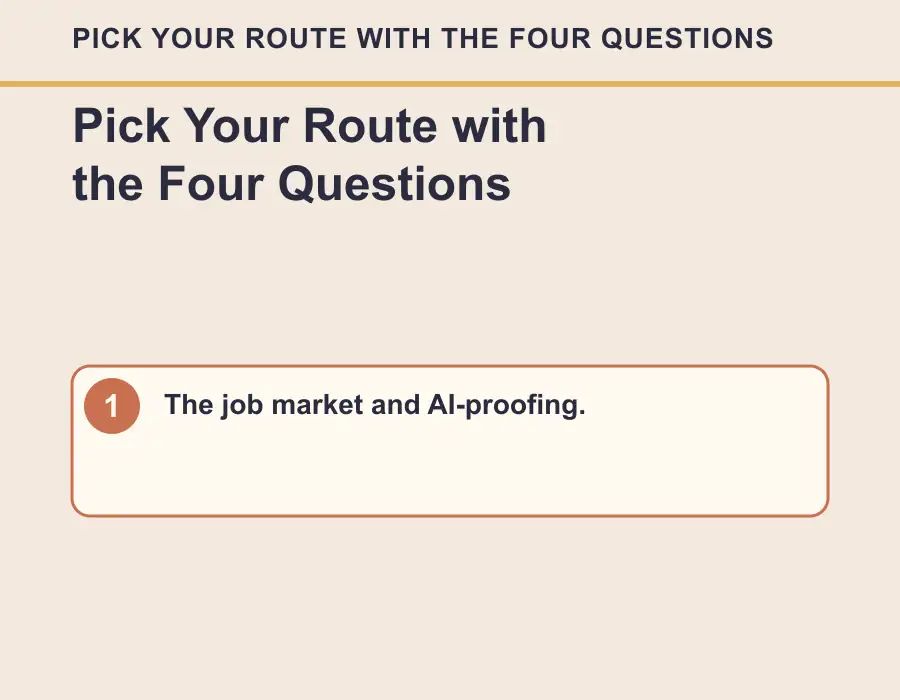 PICK YOUR ROUTE WITH THE FOUR QUESTIONS
Pick Your Route with
the Four Questions
1 The job market and AI-proofing.